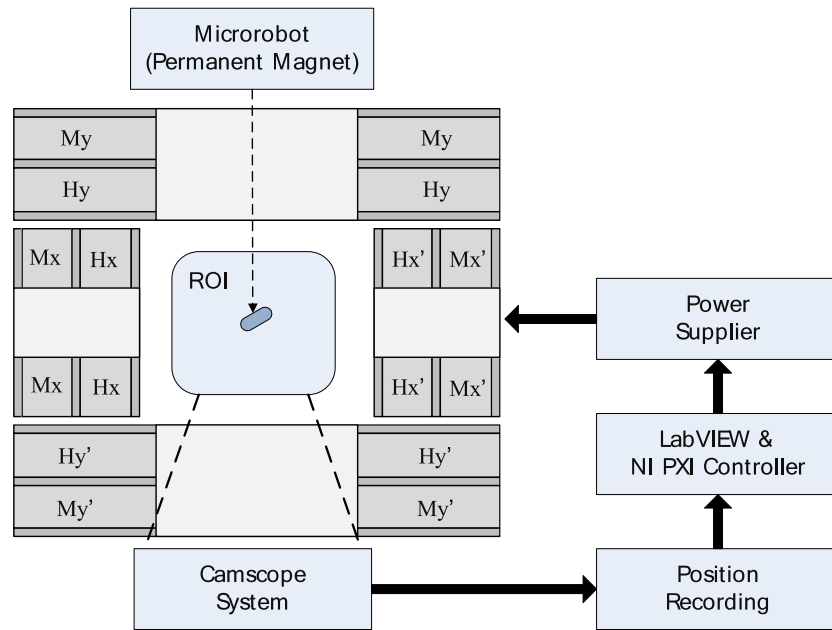 Microrobot
(Permanent Magnet)
My My
Hy Hy
Mx Hx Hx’ Mx’
ROI
Mx Hx Hx’ Mx’
Hy’ Hy’
My’ My’
Power
Supplier
LabVIEW &
NI PXI Controller
Camscope
System
Position
Recording